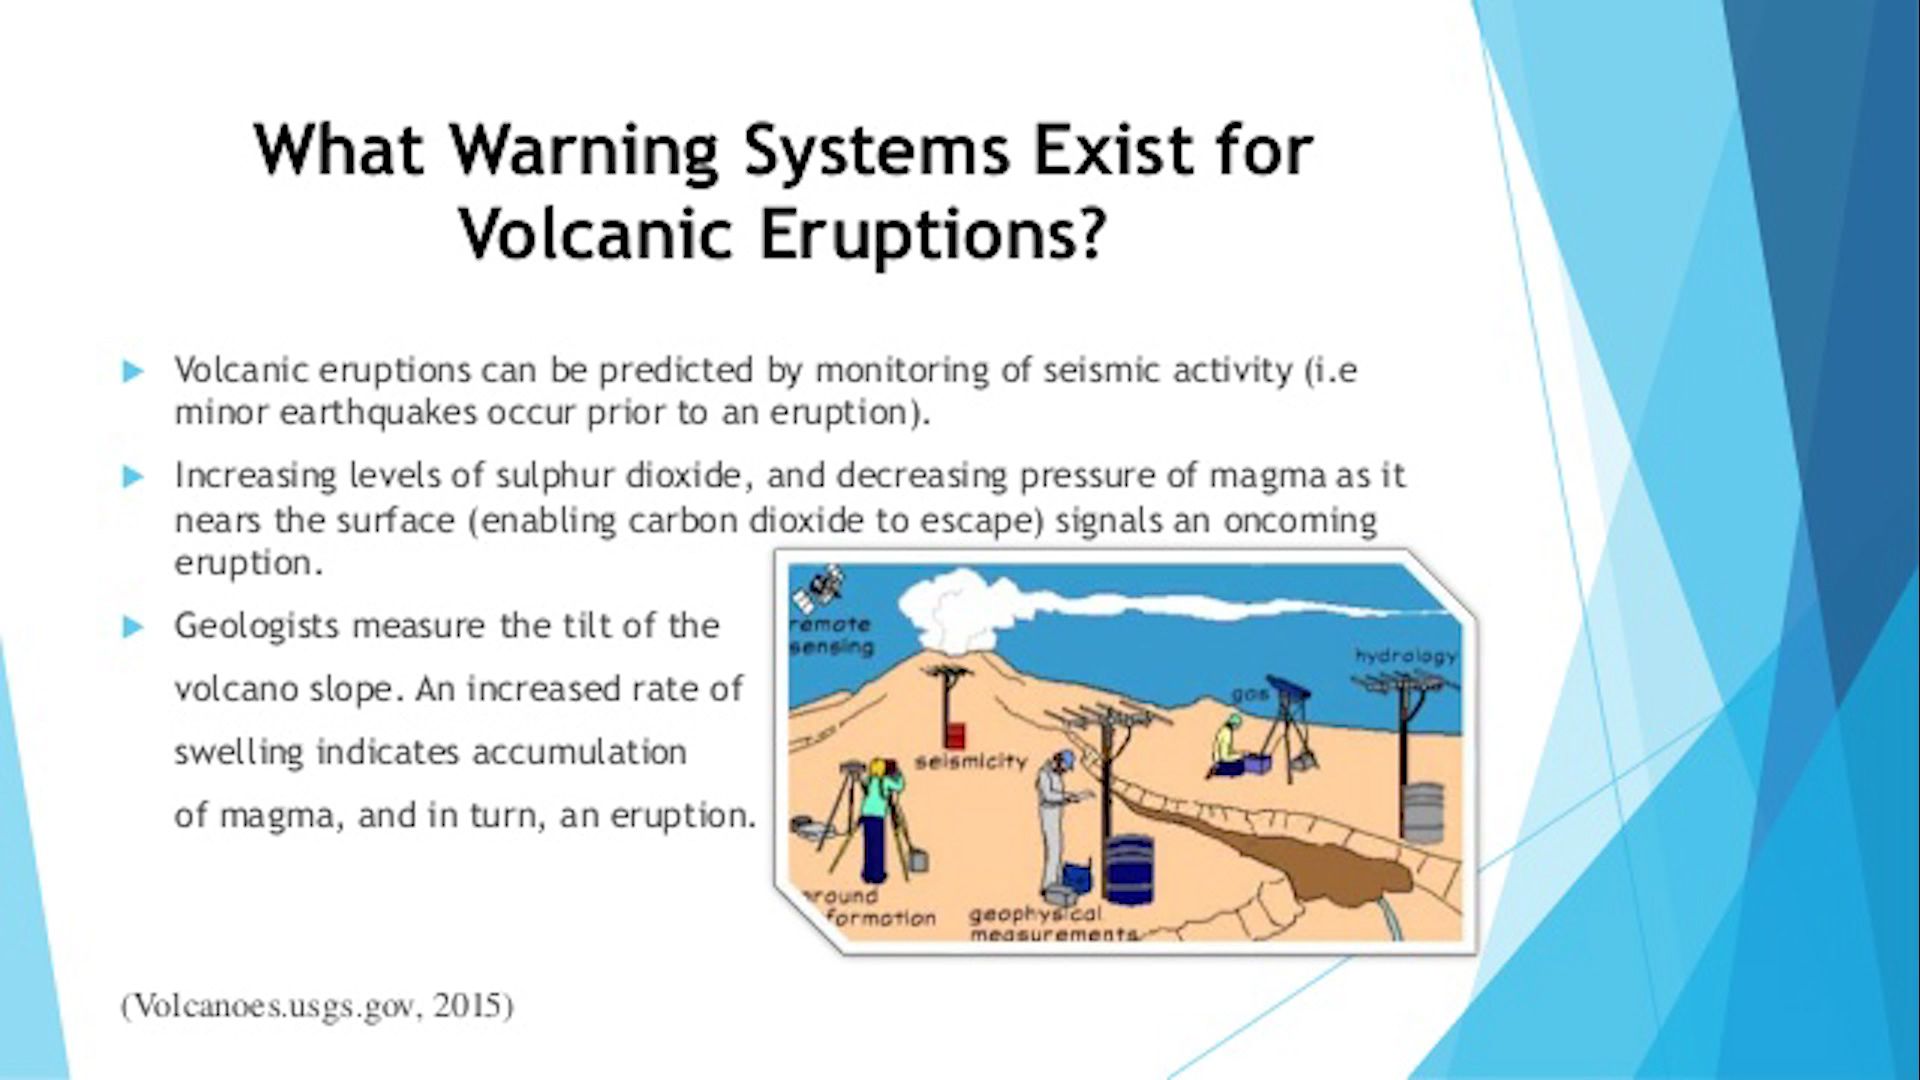 What Warning Systems Exist for
Volcanic Eruptions?
Volcanic eruptions can be predicted by monitoring of seismic activity (i.e
minor earthquakes occur prior to an eruption).
Increasing levels of sulphur dioxide, and decreasing pressure of magma as it
nears the surface (enabling carbon dioxide to escape) signals an oncoming
eruption.
Geologists measure the tilt of the
volcano slope. An increased rate of
swelling indicates accumulation
of magma, and in turn, an eruption.
remote
sensing
hydrology
gas
seismicity
round
formation
geophysical
measurements
(Volcanoes.usgs.gov, 2015)